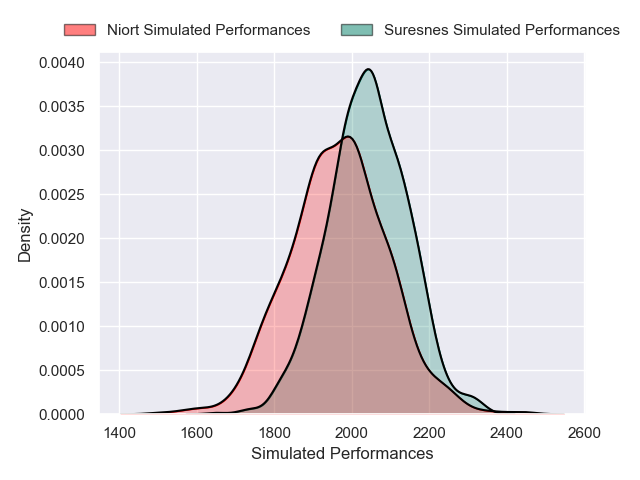 Niort Simulated Performances
Suresnes Simulated Performances
0.0040
0.0035
0.0030
0.0025
0.0020
0.0015
0.0010
0.0005
0.0000
Density
1400 1600 1800 2000 2200 2400 2600
Simulated Performances